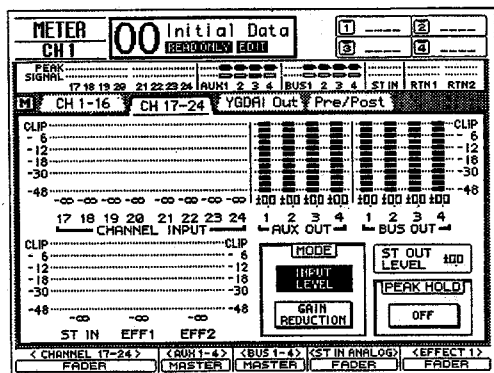 METER
CH1
00 Initial Data
READ ONLY EDIT
1 ----
2 ----
3 ----
4 ----
PEAK
SIGNAL
17 18 19 20 21 22 23 24 AUX1 2 3 4 BUS1 2 3 4 ST IN RTN1 RTN2
M CH 1-16 CH 17-24 YGDAI Out Pre/Post
CLIP
- 6
-12
-18
-30
-48
CLIP
- 6
-12
-18
-30
-48
-∞ -∞ -∞ -∞ -∞ -∞ -∞ -∞ ±00 ±00 ±00 ±00 ±00 ±00 ±00 ±00
17 18 19 20 21 22 23 24 1 2 3 4 1 2 3 4
CHANNEL INPUT AUX OUT BUS OUT
CLIP
- 6
-12
-18
-30
-48
CLIP
- 6
-12
-18
-30
-48
-∞ -∞ -∞
ST IN EFF1 EFF2
MODE
INPUT LEVEL
GAIN REDUCTION
ST OUT LEVEL ±00
PEAK HOLD
OFF
< CHANNEL 17-24 > <AUX 1-4> <BUS 1-4> <ST IN ANALOG> <EFFECT 1>
FADER MASTER MASTER FADER FADER